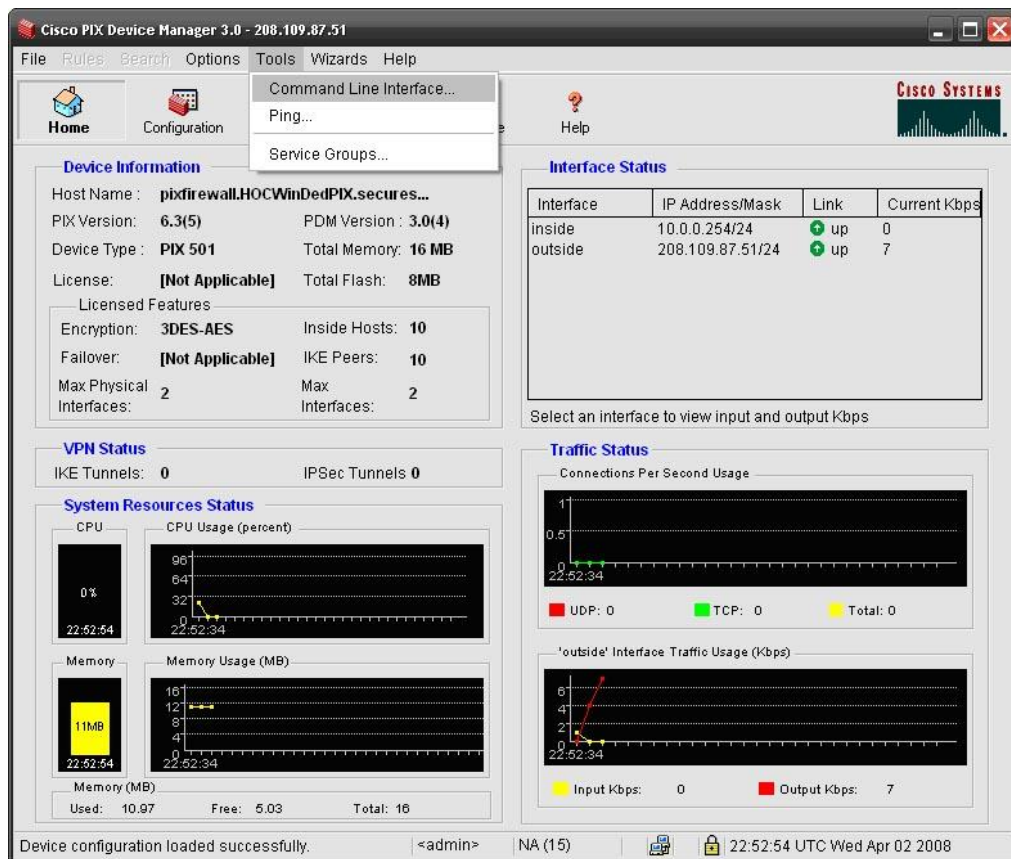 Cisco PIX Device Manager 3.0 - 208.109.87.51
File Rules Search Options Tools Wizards Help
Command Line Interface...
Ping...
Service Groups...
Home
Configuration
Help
CISCO SYSTEMS
Device Information
Host Name : pixfirewall.HOCWinDedPIX.secures...
PIX Version: 6.3(5) PDM Version : 3.0(4)
Device Type : PIX 501 Total Memory: 16 MB
License: [Not Applicable] Total Flash: 8MB
Licensed Features
Encryption: 3DES-AES Inside Hosts: 10
Failover: [Not Applicable] IKE Peers: 10
Max Physical Interfaces: 2 Max Interfaces: 2
Interface Status
Interface IP Address/Mask Link Current Kbps
inside 10.0.0.254/24 up 0
outside 208.109.87.51/24 up 7
Select an interface to view input and output Kbps
VPN Status
IKE Tunnels: 0 IPSec Tunnels 0
System Resources Status
CPU
0%
22:52:54
CPU Usage (percent)
96
64
32
0
22:52:34
Memory
11MB
22:52:54
Memory Usage (MB)
16
12
8
4
0
22:52:34
Memory (MB)
Used: 10.97 Free: 5.03 Total: 16
Traffic Status
Connections Per Second Usage
1
0.5
0
22:52:34
UDP: 0 TCP: 0 Total: 0
'outside' Interface Traffic Usage (Kbps)
6
4
2
0
22:52:34
Input Kbps: 0 Output Kbps: 7
Device configuration loaded successfully. <admin> NA (15) 22:52:54 UTC Wed Apr 02 2008